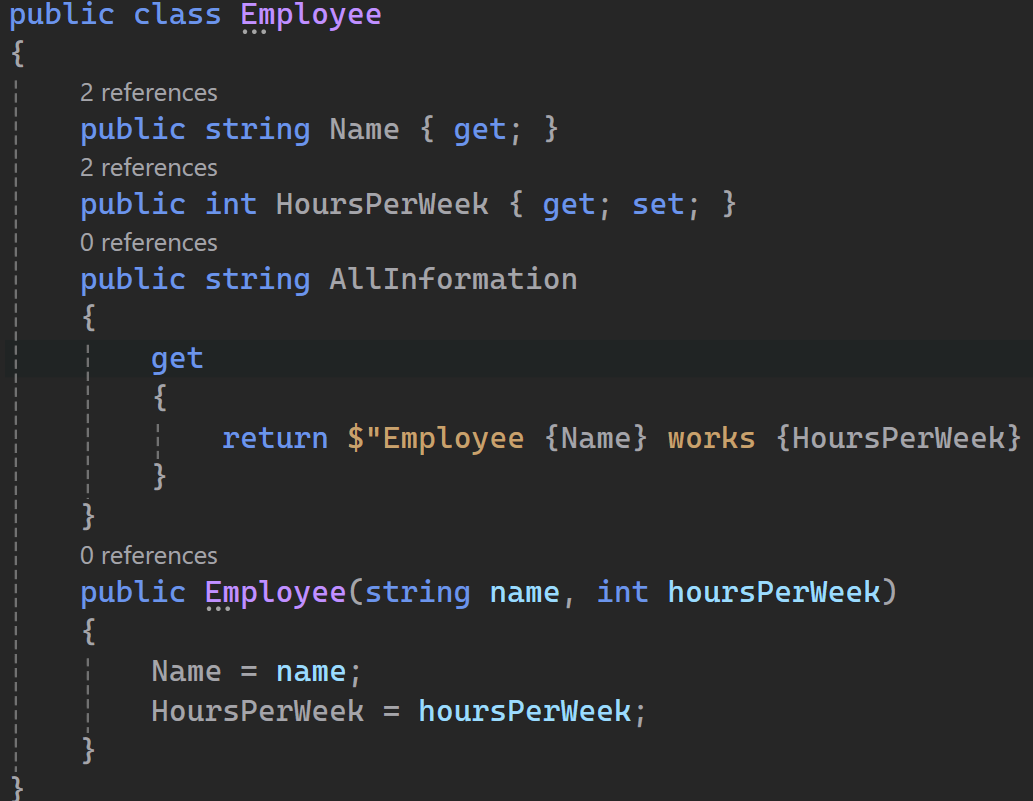 public class Employee
{
2 references
public string Name { get; }
2 references
public int HoursPerWeek { get; set; }
0 references
public string AllInformation
{
get
{
return $"Employee {Name} works {HoursPerWeek}
}
}
0 references
public Employee(string name, int hoursPerWeek)
{
Name = name;
HoursPerWeek = hoursPerWeek;
}
}